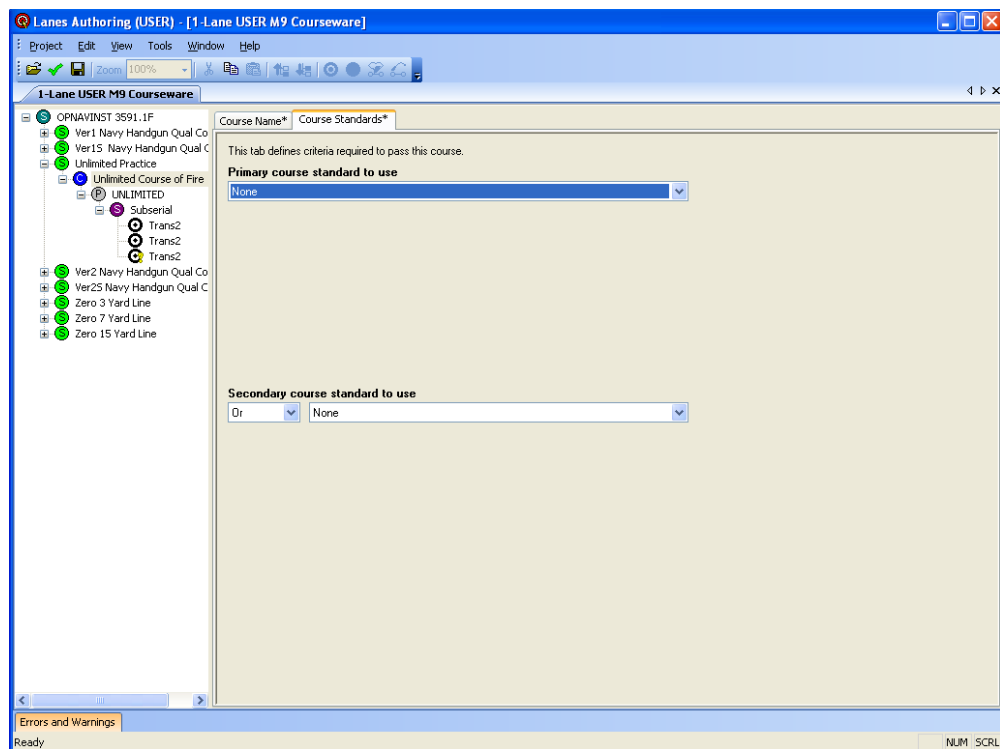 Lanes Authoring (USER) - [1-Lane USER M9 Courseware]
Project Edit View Tools Window Help
Zoom 100%
1-Lane USER M9 Courseware
S OPNAVINST 3591.1F
S Ver1 Navy Handgun Qual Co
S Ver1S Navy Handgun Qual C
S Unlimited Practice
C Unlimited Course of Fire
P UNLIMITED
S Subserial
Trans2
Trans2
Trans2
S Ver2 Navy Handgun Qual Co
S Ver2S Navy Handgun Qual C
S Zero 3 Yard Line
S Zero 7 Yard Line
S Zero 15 Yard Line
Course Name* Course Standards*
This tab defines criteria required to pass this course.
Primary course standard to use
None
Secondary course standard to use
Or None
Errors and Warnings
Ready NUM SCRL